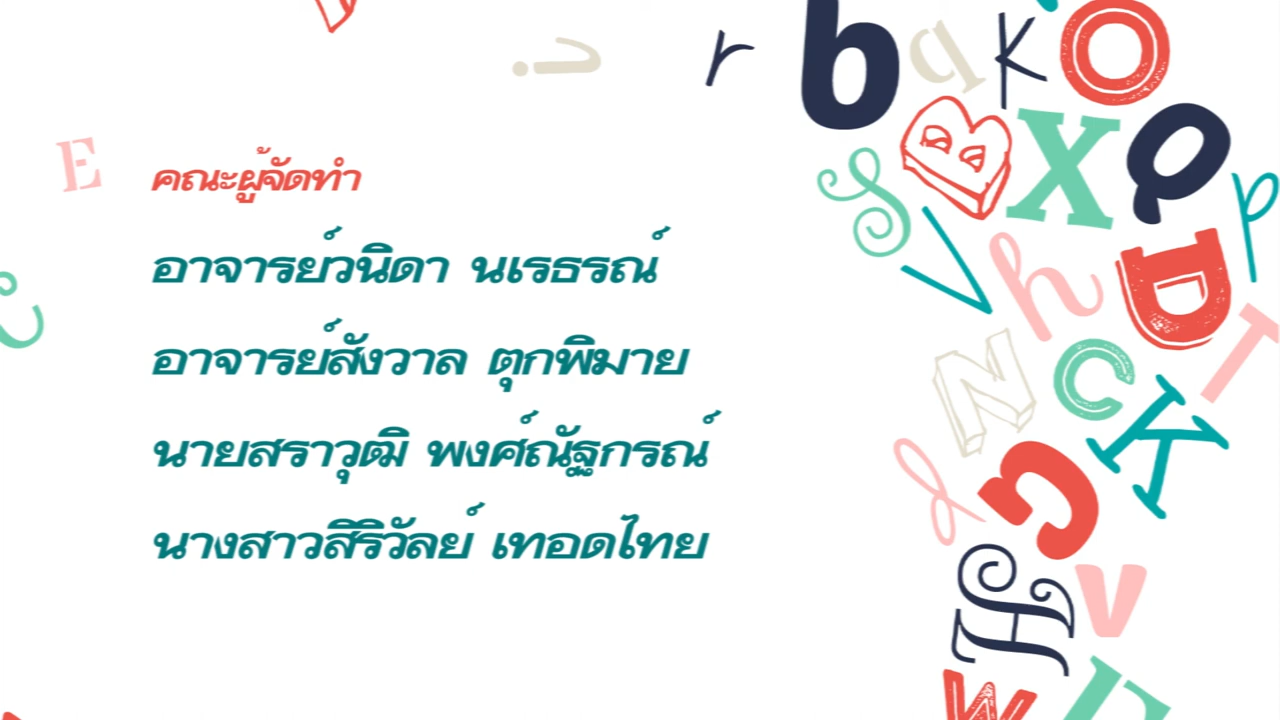 คณะผู้จัดทำ
อาจารย์วนิดา นเรธรณ์
อาจารย์สังวาล ตุกพิมาย
นายสราวุฒิ พงศ์ณัฐกรณ์
นางสาวสิริวัลย์ เทอดไทย